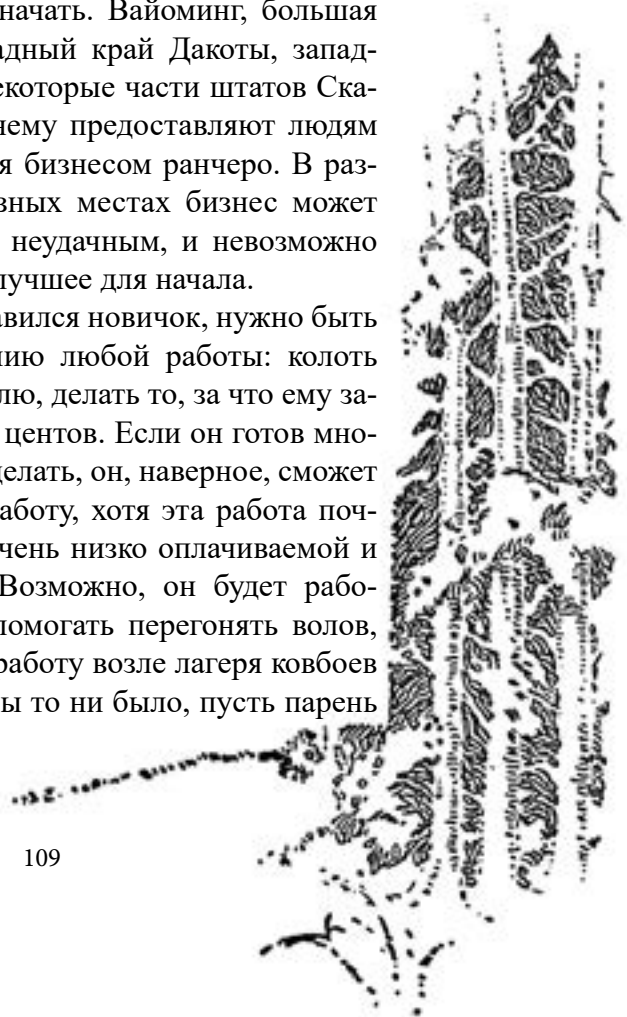 начать. Вайоминг, большая
адный край Дакоты, запад-
екоторые части штатов Ска-
нему предоставляют людям
я бизнесом ранчеро. В раз-
зных местах бизнес может
неудачным, и невозможно
лучшее для начала.
авился новичок, нужно быть
нию любой работы: колоть
лю, делать то, за что ему за-
центов. Если он готов мно-
делать, он, наверное, сможет
аботу, хотя эта работа поч-
чень низко оплачиваемой и
Возможно, он будет рабо-
помогать перегонять волов,
работу возле лагеря ковбоев
ы то ни было, пусть парень
109